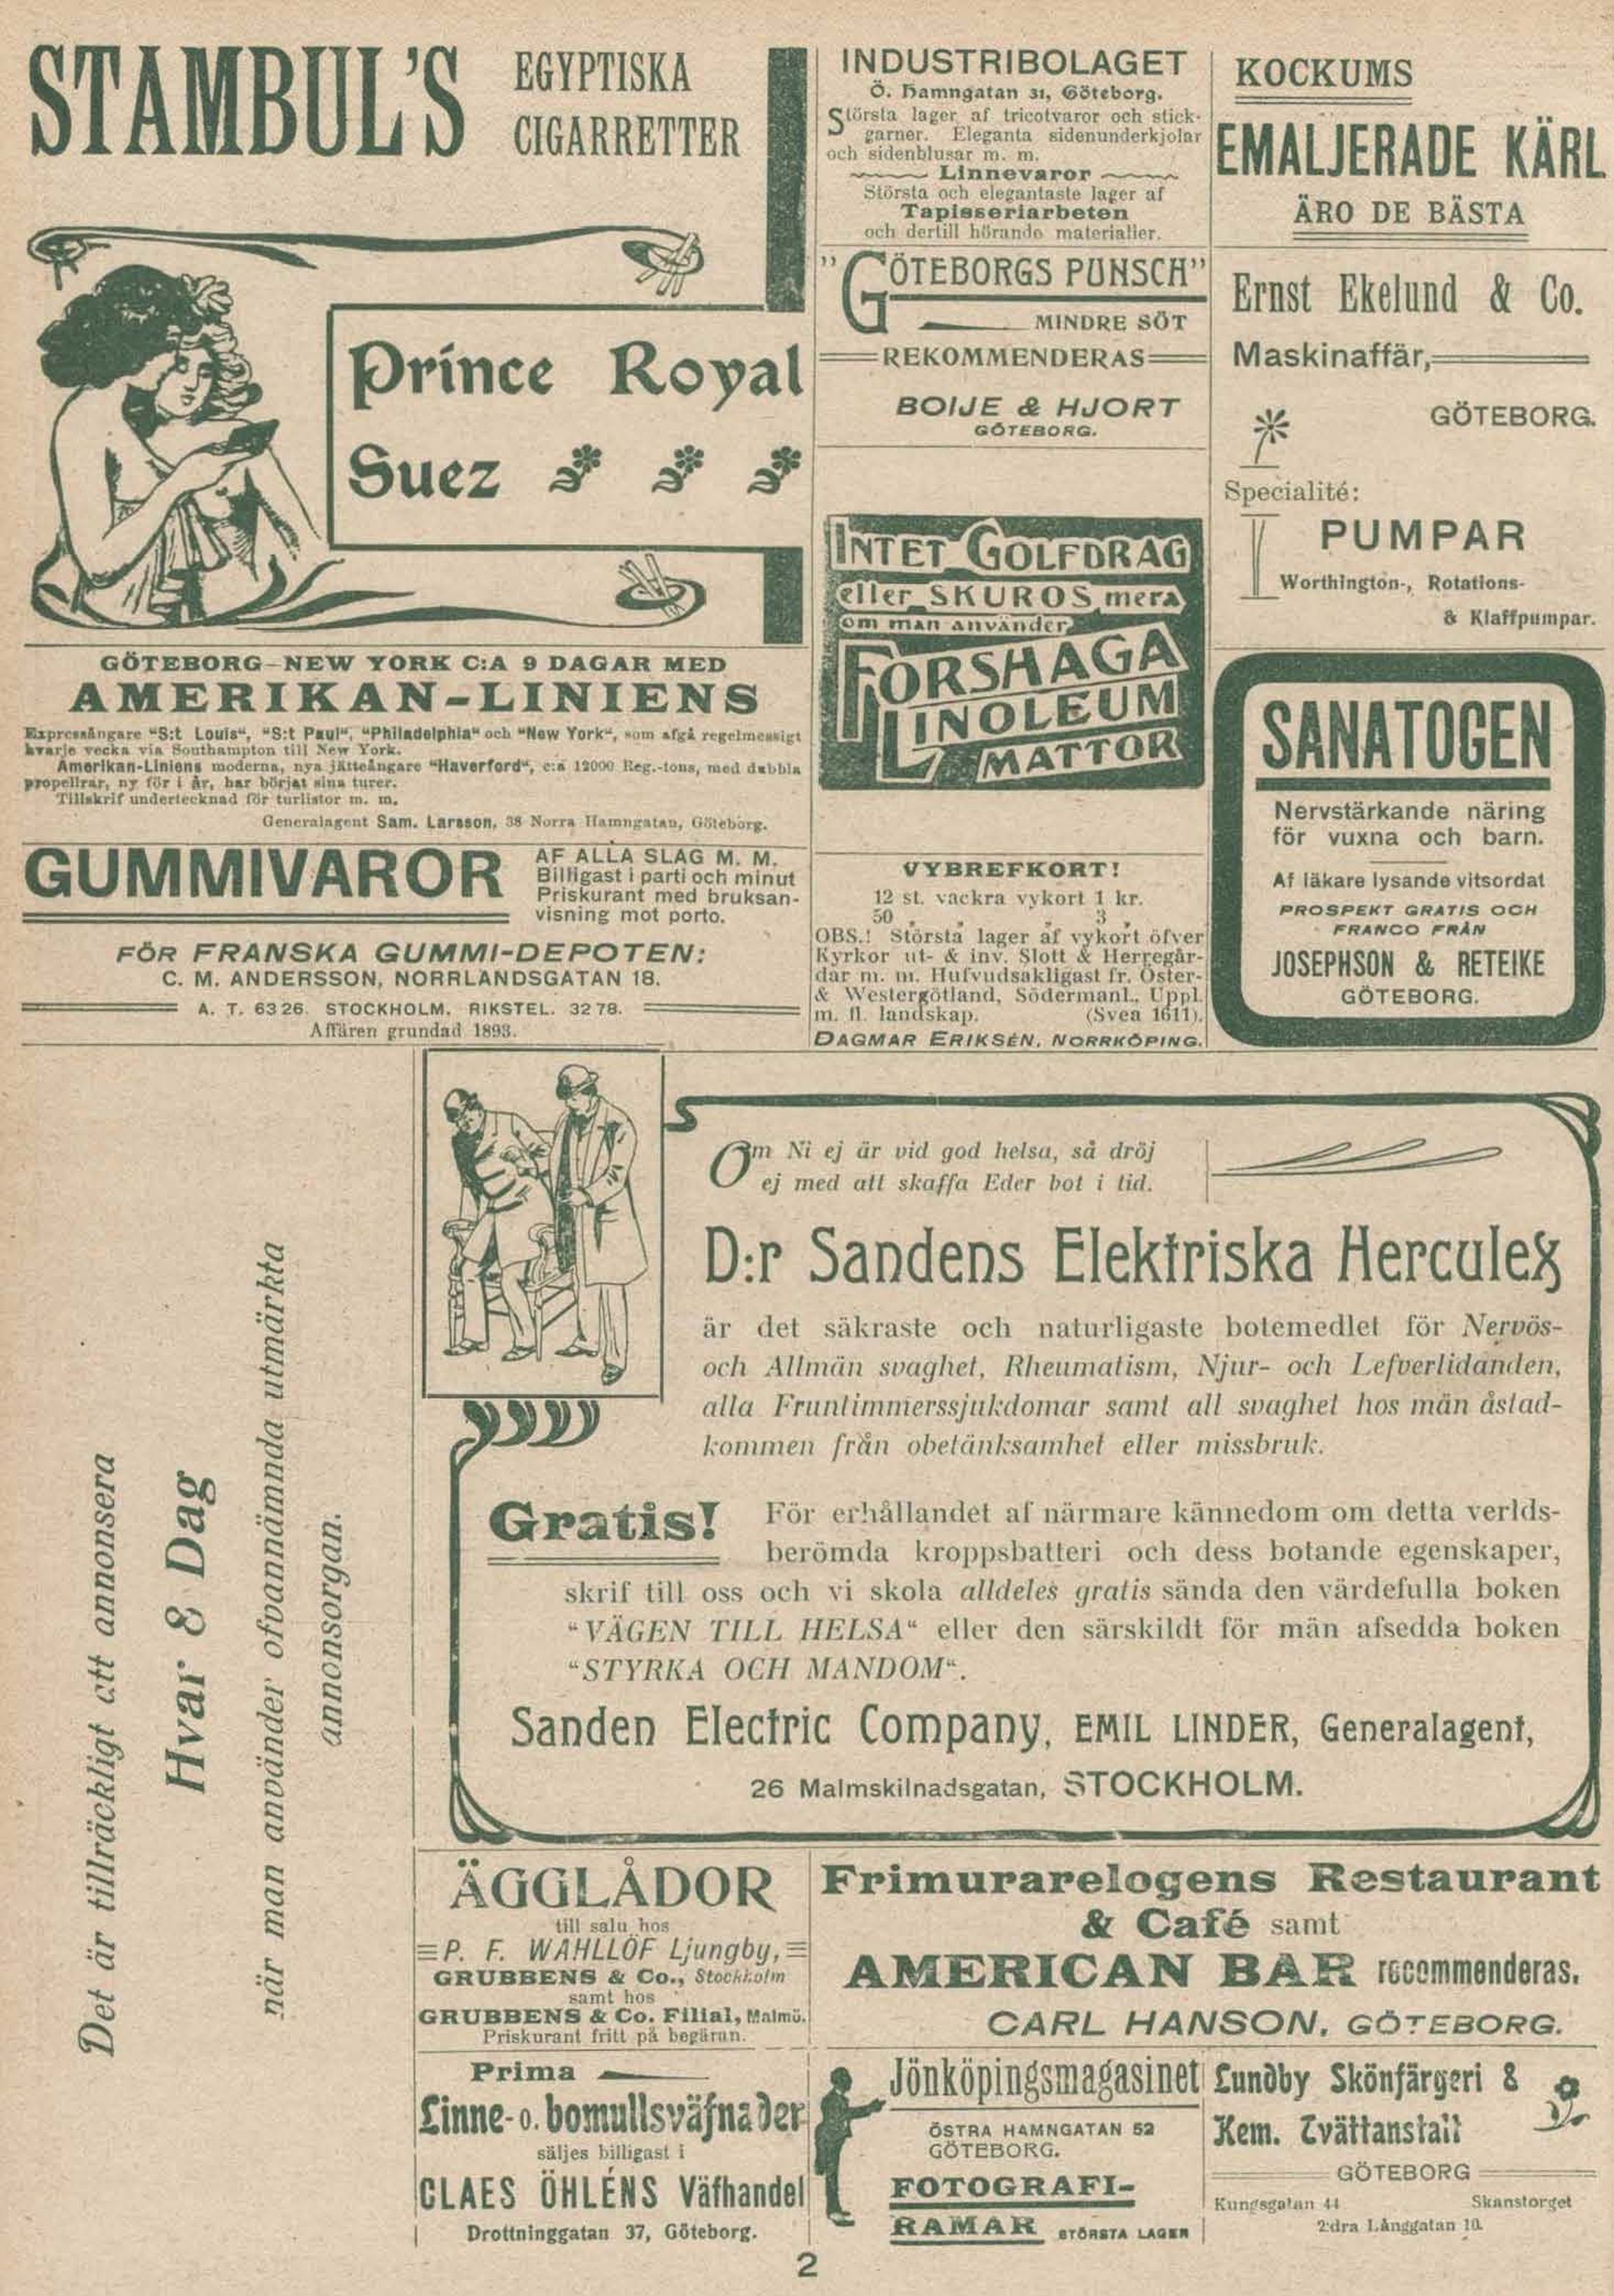 STAMBUL'S
EGYPTISKA
CIGARRETTER
Prince Royal
Suez
INDUSTRIBOLAGET
Ö. Hamngatan 31, Göteborg.
Största lager af tricotvaror och stick-
garner. Eleganta sidenunderkjolar
och sidenblusar m. m.
Linnevaror
Största och elegantaste lager af
Tapisseriarbeten
och dertill hörande materialier.
KOCKUMS
EMALJERADE KÄRL
ÄRO DE BÄSTA
"GÖTEBORGS PUNSCH"
MINDRE SÖT
REKOMMENDERAS
BOIJE & HJORT
GÖTEBORG.
Ernst Ekelund & Co.
Maskinaffär,
GÖTEBORG.
Specialité:
PUMPAR
Worthington-, Rotations-
& Klaffpumpar.
INTET GOLFDRAG
eller SKUROS mera
om man använder
FORSHAGA
LINOLEUM
MATTOR
GÖTEBORG–NEW YORK C:A 9 DAGAR MED
AMERIKAN-LINIENS
Expressångare "S:t Louis", "S:t Paul", "Philadelphia" och "New York", som afgå regelmessigt
hvarje vecka via Southampton till New York.
Amerikan-Liniens moderna, nya jätteångare "Haverford", c:a 12000 Reg.-tons, med dubbla
propellrar, ny för i år, har börjat sina turer.
Tillskrif undertecknad för turlistor m. m.
Generalagent Sam. Larsson, 38 Norra Hamngatan, Göteborg.
SANATOGEN
Nervstärkande näring
för vuxna och barn.
Af läkare lysande vitsordat
PROSPEKT GRATIS OCH
FRANCO FRÅN
JOSEPHSON & RETEIKE
GÖTEBORG.
GUMMIVAROR
AF ALLA SLAG M. M.
Billigast i parti och minut
Priskurant med bruksan-
visning mot porto.
FÖR FRANSKA GUMMI-DEPOTEN:
C. M. ANDERSSON, NORRLANDSGATAN 18.
A. T. 63 26. STOCKHOLM. RIKSTEL. 32 78.
Affären grundad 1893.
VYBREFKORT!
12 st. vackra vykort 1 kr.
50 " " " 3 "
OBS.! Största lager af vykort öfver
Kyrkor ut- & inv. Slott & Herregår-
dar m. m. Hufvudsakligast fr. Öster-
& Westergötland, Södermanl., Uppl.
m. fl. landskap. (Svea 1611).
DAGMAR ERIKSÉN, NORRKÖPING.
Det är tillräckligt att annonsera
Hvar 8 Dag
när man använder ofvannämnda utmärkta
annonsorgan.
Om Ni ej är vid god helsa, så dröj
ej med att skaffa Eder bot i tid.
D:r Sandens Elektriska Herculex
är det säkraste och naturligaste botemedlet för Nervös-
och Allmän svaghet, Rheumatism, Njur- och Lefverlidanden,
alla Fruntimmerssjukdomar samt all svaghet hos män åstad-
kommen från obetänksamhet eller missbruk.
Gratis!
För erhållandet af närmare kännedom om detta verlds-
berömda kroppsbatteri och dess botande egenskaper,
skrif till oss och vi skola alldeles gratis sända den värdefulla boken
"VÄGEN TILL HELSA" eller den särskildt för män afsedda boken
"STYRKA OCH MANDOM".
Sanden Electric Company, EMIL LINDER, Generalagent,
26 Malmskilnadsgatan, STOCKHOLM.
ÄGGLÅDOR
till salu hos
P. F. WAHLLÖF Ljungby,
GRUBBENS & Co., Stockholm
samt hos
GRUBBENS & Co. Filial, Malmö.
Priskurant fritt på begäran.
Frimurarelogens Restaurant
& Café samt
AMERICAN BAR recommenderas.
CARL HANSON, GÖTEBORG.
Prima
Linne- o. bomullsväfnader
säljes billigast i
CLAES ÖHLÉNS Väfhandel
Drottninggatan 37, Göteborg.
Jönköpingsmagasinet
ÖSTRA HAMNGATAN 52
GÖTEBORG.
FOTOGRAFI-
RAMAR STÖRSTA LAGER
Lundby Skönfärgeri &
Kem. Tvättanstalt
GÖTEBORG
Kungsgatan 44 Skanstorget
2:dra Långgatan 10.
2